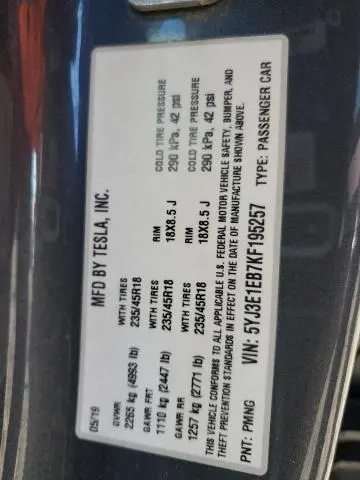 MFD BY TESLA, INC.
05/19
GVWR
2265 kg (4993 lb)
GAWR FRT WITH TIRES RIM COLD TIRE PRESSURE
1110 kg (2447 lb) 235/45R18 18X8.5 J 290 kPa, 42 psi
GAWR RR WITH TIRES RIM COLD TIRE PRESSURE
1257 kg (2771 lb) 235/45R18 18X8.5 J 290 kPa, 42 psi
THIS VEHICLE CONFORMS TO ALL APPLICABLE U.S. FEDERAL MOTOR VEHICLE SAFETY, BUMPER, AND
THEFT PREVENTION STANDARDS IN EFFECT ON THE DATE OF MANUFACTURE SHOWN ABOVE.
PNT: PMNG VIN: 5YJ3E1EB7KF195257 TYPE: PASSENGER CAR